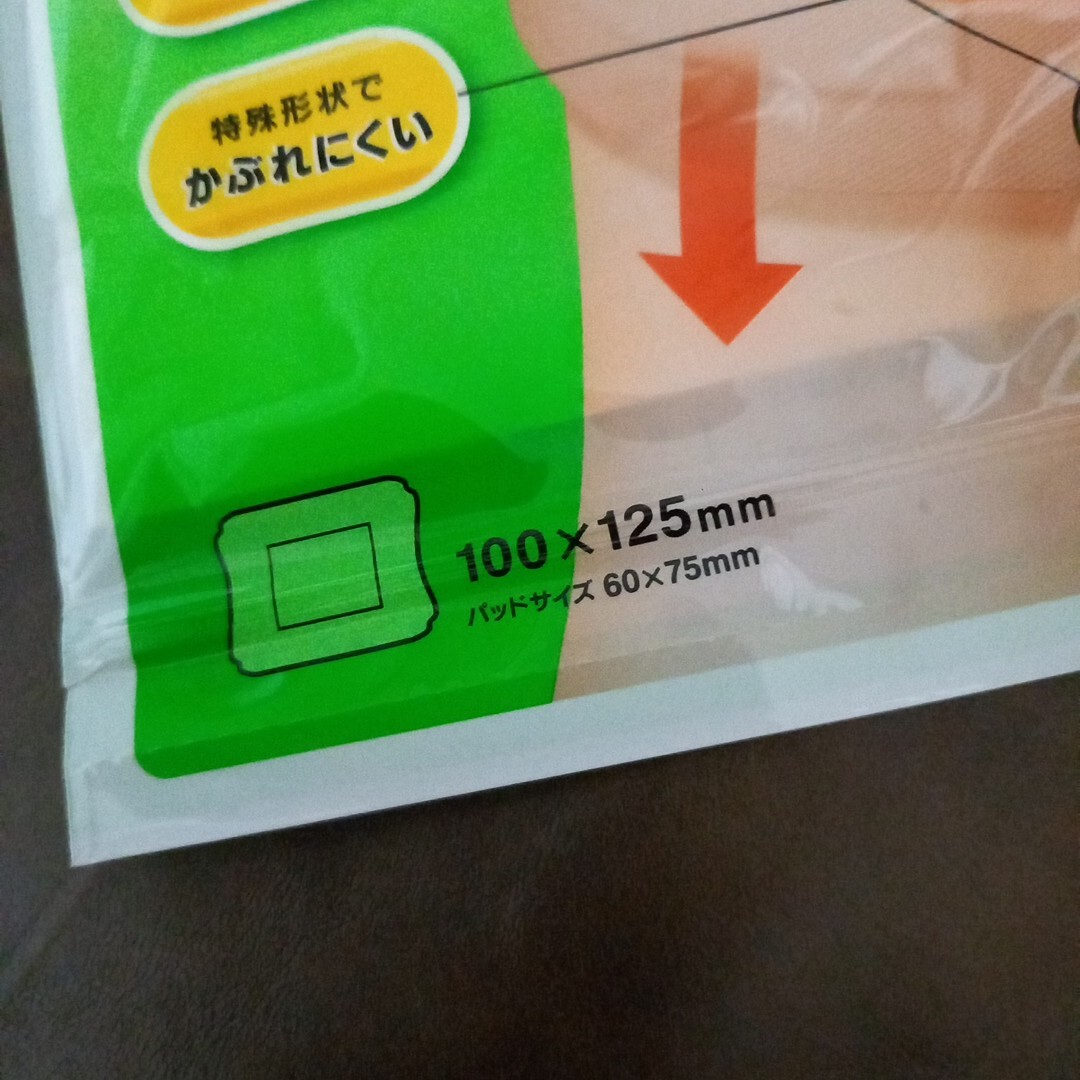 特殊形状で
かぶれにくい
100×125mm
パッドサイズ 60×75mm